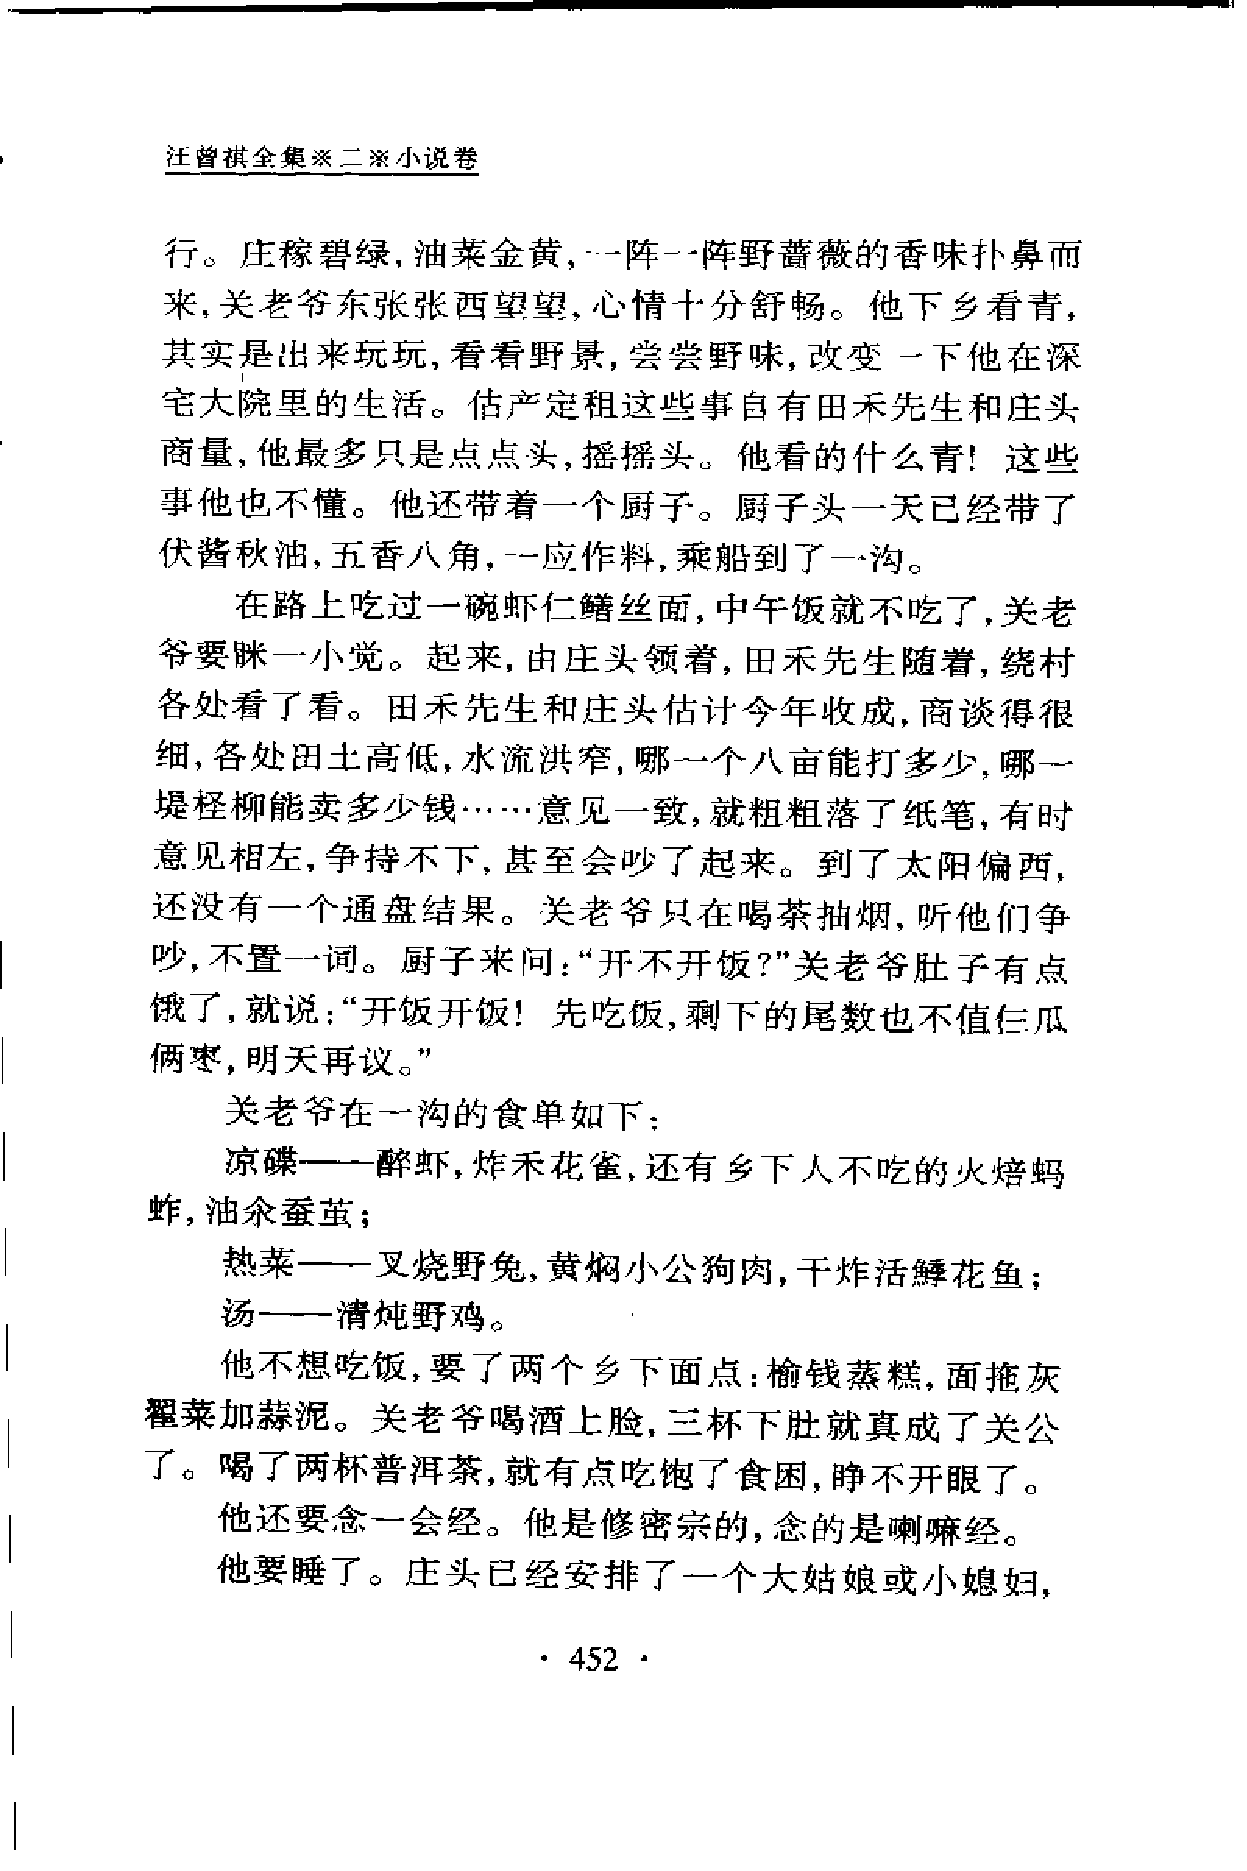 汪曾祺全集※二※小说卷
行。庄稼碧绿,油菜金黄,一阵一阵野蔷薇的香味扑鼻而
来,关老爷东张张西望望,心情十分舒畅。他下乡看青,
其实是出来玩玩,看看野景,尝尝野味,改变一下他在深
宅大院里的生活。估产定租这些事自有田禾先生和庄头
商量,他最多只是点点头,摇摇头。他看的什么青!这些
事他也不懂。他还带着一个厨子。厨子头一天已经带了
伏酱秋油,五香八角,一应作料,乘船到了一沟。
在路上吃过一碗虾仁鳝丝面,中午饭就不吃了,关老
爷要眯一小觉。起来,由庄头领着,田禾先生随着,绕村
各处看了看。田禾先生和庄头估计今年收成,商谈得很
细,各处田土高低,水流洪窄,哪一个八亩能打多少,哪一
堤柽柳能卖多少钱……意见一致,就粗粗落了纸笔,有时
意见相左,争持不下,甚至会吵了起来。到了太阳偏西,
还没有一个通盘结果。关老爷只在喝茶抽烟,听他们争
吵,不置一词。厨子来问:“开不开饭?”关老爷肚子有点
饿了,就说:“开饭开饭!先吃饭,剩下的尾数也不值仨瓜
俩枣,明天再议。”
关老爷在一沟的食单如下:
凉碟——醉虾,炸禾花雀,还有乡下人不吃的火焙蚂
蚱,油汆蚕茧;
热菜——叉烧野兔,黄焖小公狗肉,干炸活鯚花鱼;
汤——清炖野鸡。
他不想吃饭,要了两个乡下面点:榆钱蒸糕,面拖灰
翟菜加蒜泥。关老爷喝酒上脸,三杯下肚就真成了关公
了。喝了两杯普洱茶,就有点吃饱了食困,睁不开眼了。
他还要念一会经。他是修密宗的,念的是喇嘛经。
他要睡了。庄头已经安排了一个大姑娘或小媳妇,
· 452 ·